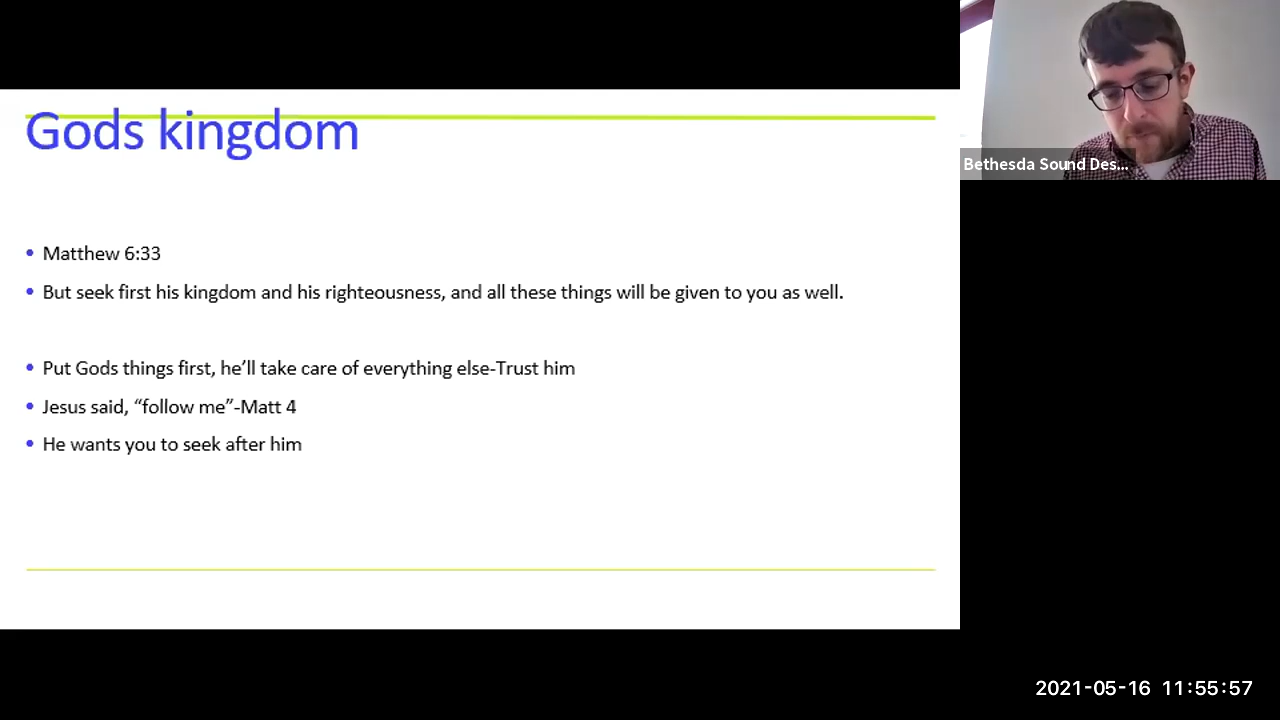 Gods kingdom
• Matthew 6:33
• But seek first his kingdom and his righteousness, and all these things will be given to you as well.
• Put Gods things first, he’ll take care of everything else-Trust him
• Jesus said, “follow me”-Matt 4
• He wants you to seek after him
Bethesda Sound Des...
2021-05-16 11:55:57